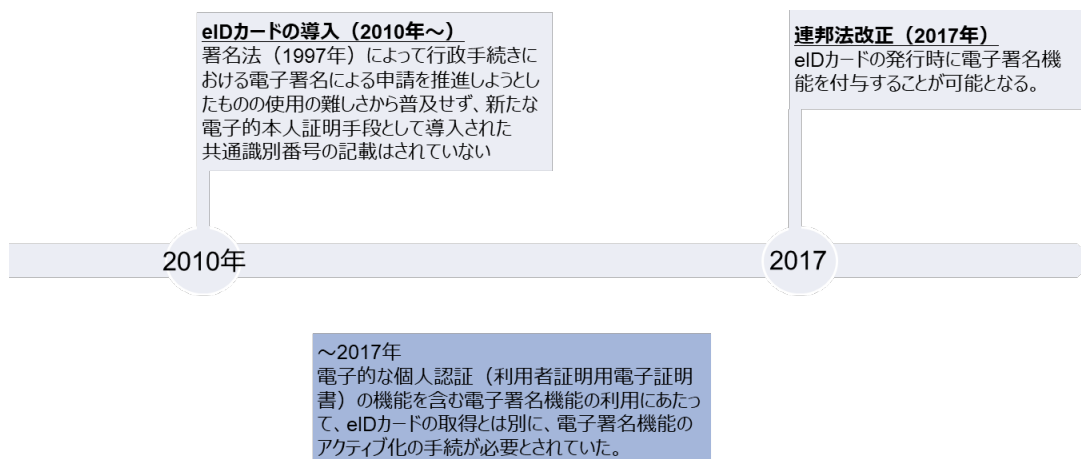 eIDカードの導入（2010年～）
署名法（1997年）によって行政手続きに
おける電子署名による申請を推進しようとし
たものの使用の難しさから普及せず、新たな
電子的本人証明手段として導入された
共通識別番号の記載はされていない
連邦法改正（2017年）
eIDカードの発行時に電子署名機
能を付与することが可能となる。
2010年
2017
～2017年
電子的な個人認証（利用者証明用電子証明
書）の機能を含む電子署名機能の利用にあたっ
て、eIDカードの取得とは別に、電子署名機能の
アクティブ化の手続が必要とされていた。